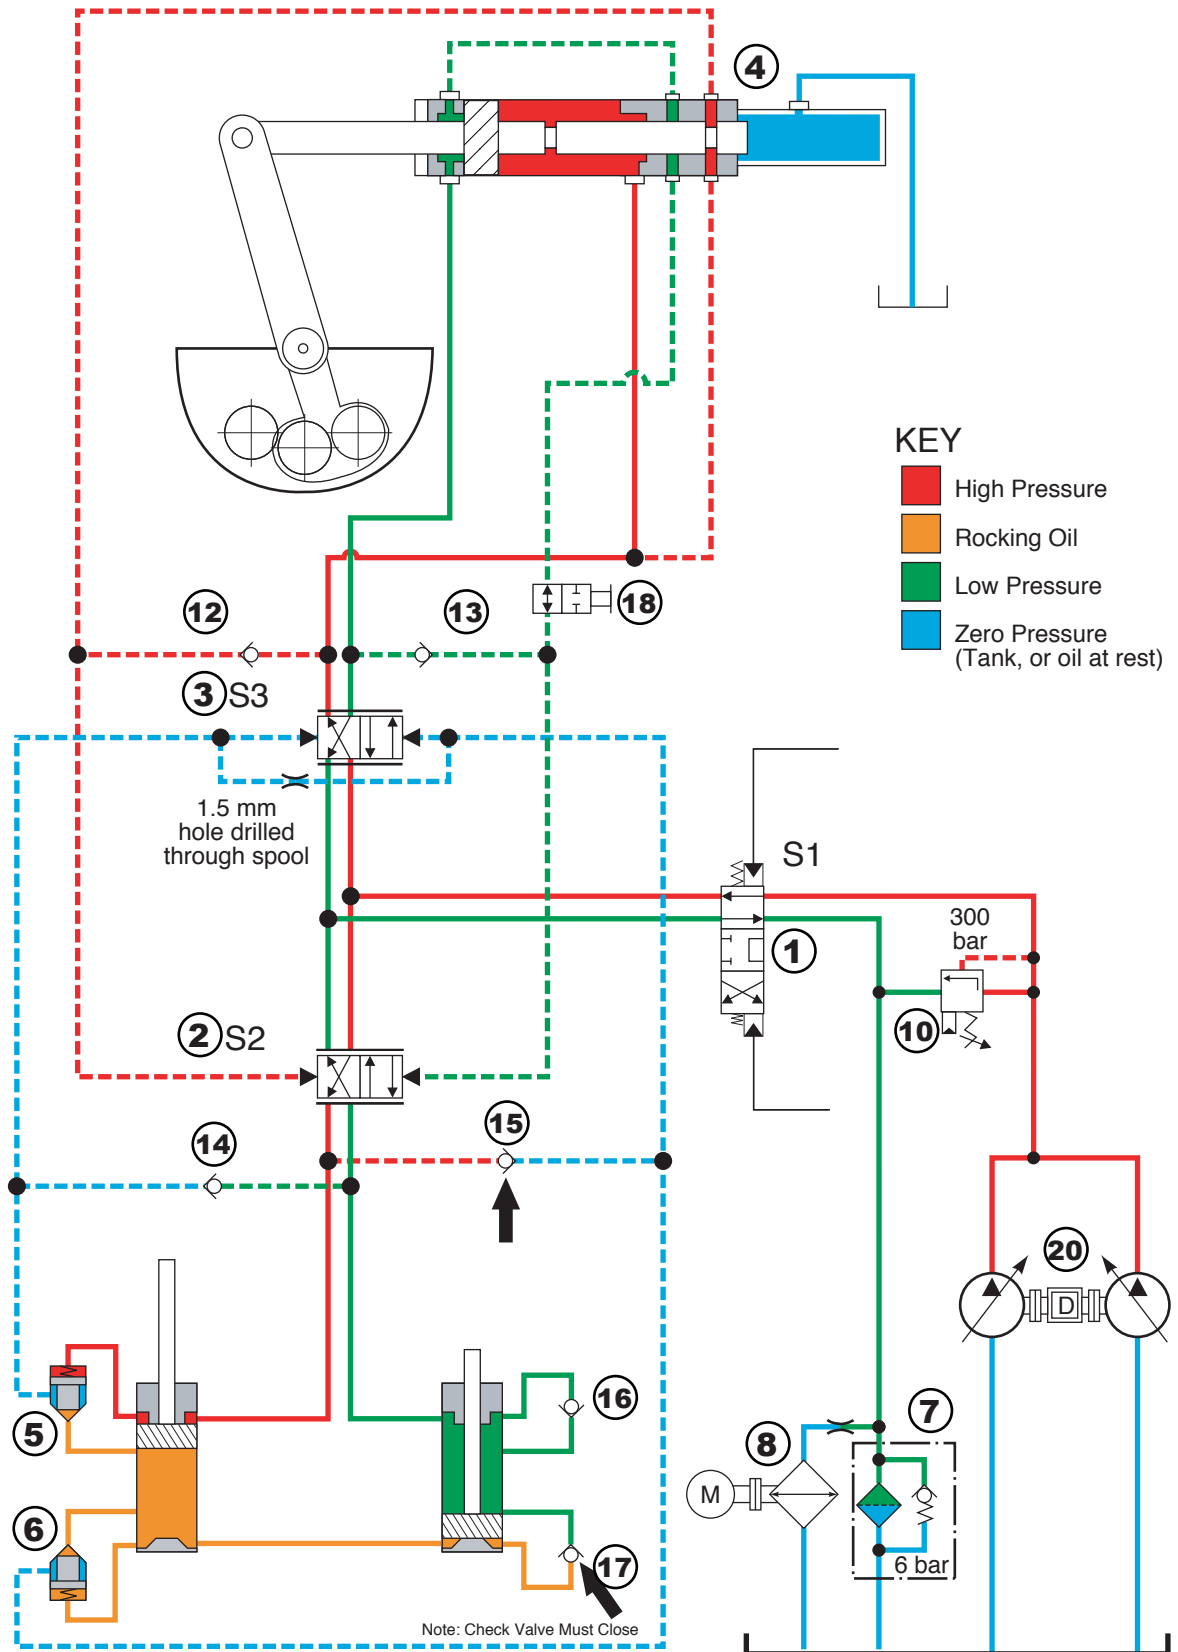 4
KEY
High Pressure
Rocking Oil
Low Pressure
Zero Pressure
(Tank, or oil at rest)
12
13
18
3 S3
1.5 mm
hole drilled
through spool
S1
1
300
bar
10
2 S2
15
14
20
D
5
16
7
8
M
6
6 bar
17
Note: Check Valve Must Close